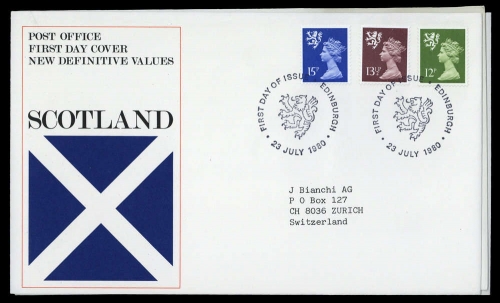 POST OFFICE
FIRST DAY COVER
NEW DEFINITIVE VALUES
SCOTLAND
15P
13½P
12P
FIRST DAY OF ISSUE • EDINBURGH •
23 JULY 1980
FIRST DAY OF ISSUE • EDINBURGH •
23 JULY 1980
J Bianchi AG
P O Box 127
CH 8036 ZURICH
Switzerland